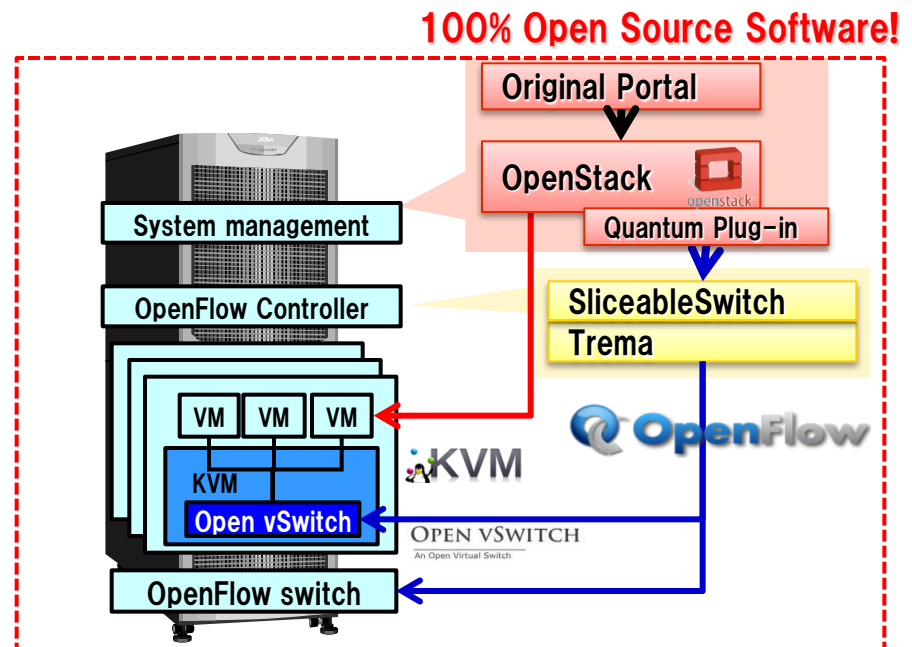 100% Open Source Software!
Original Portal
OpenStack
openstack
Quantum Plug-in
System management
OpenFlow Controller
SliceableSwitch
Trema
VM VM VM
OpenFlow
KVM
KVM
Open vSwitch
OPEN VSWITCH
An Open Virtual Switch
OpenFlow switch